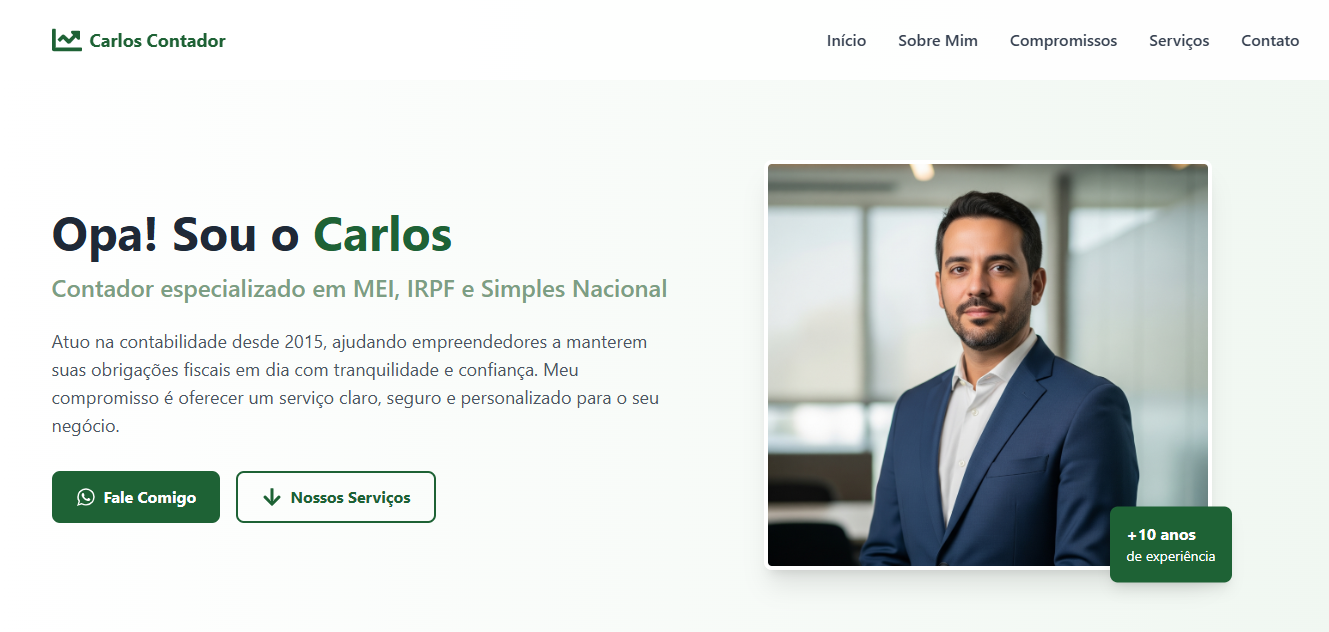 Carlos Contador
Início
Sobre Mim
Compromissos
Serviços
Contato
Opa! Sou o Carlos
Contador especializado em MEI, IRPF e Simples Nacional
Atuo na contabilidade desde 2015, ajudando empreendedores a manterem
suas obrigações fiscais em dia com tranquilidade e confiança. Meu
compromisso é oferecer um serviço claro, seguro e personalizado para o seu
negócio.
Fale Comigo
Nossos Serviços
+10 anos
de experiência